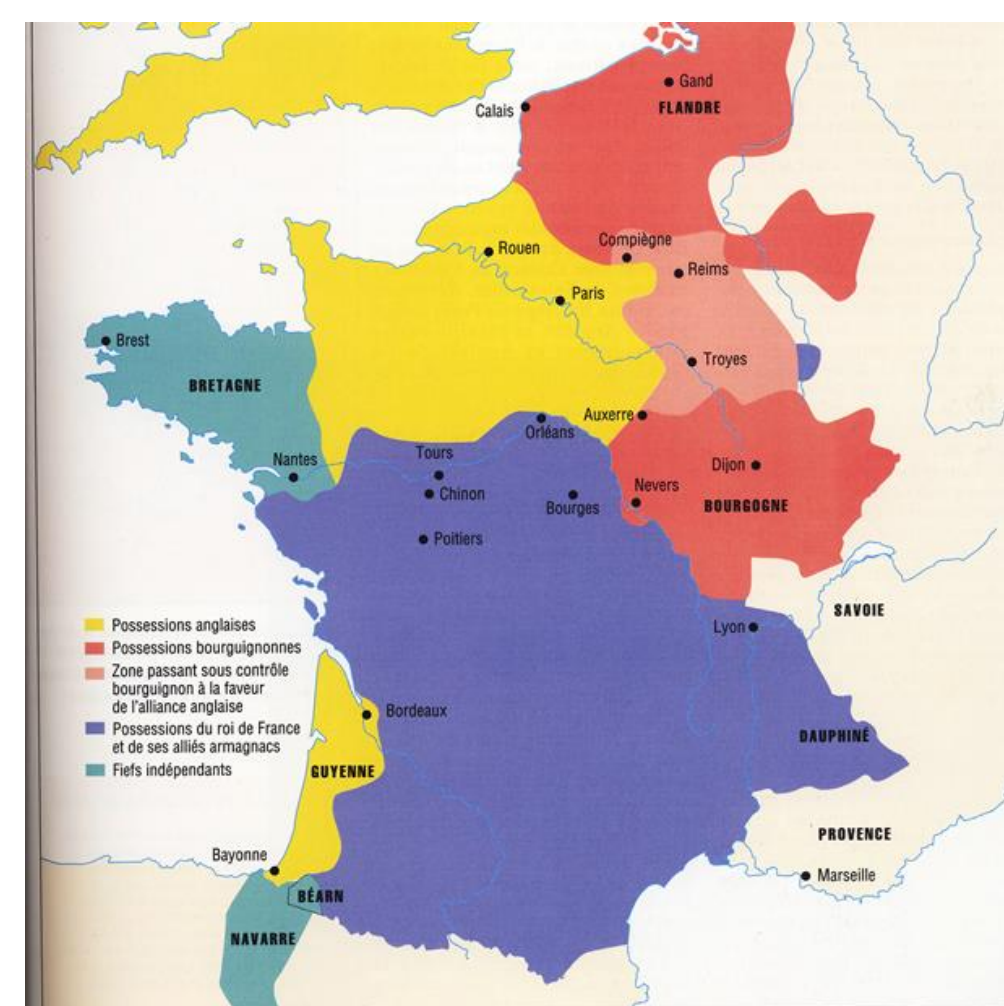 Gand
FLANDRE
Calais
Rouen
Compiègne
Reims
Paris
Brest
BRETAGNE
Troyes
Auxerre
Orléans
Nantes
Tours
Dijon
Chinon
Bourges
Nevers
BOURGOGNE
Poitiers
SAVOIE
Lyon
Possessions anglaises
Possessions bourguignonnes
Zone passant sous contrôle
bourguignon à la faveur
de l'alliance anglaise
Possessions du roi de France
et de ses alliés armagnacs
Fiefs indépendants
Bordeaux
DAUPHINÉ
GUYENNE
PROVENCE
Bayonne
Marseille
BÉARN
NAVARRE